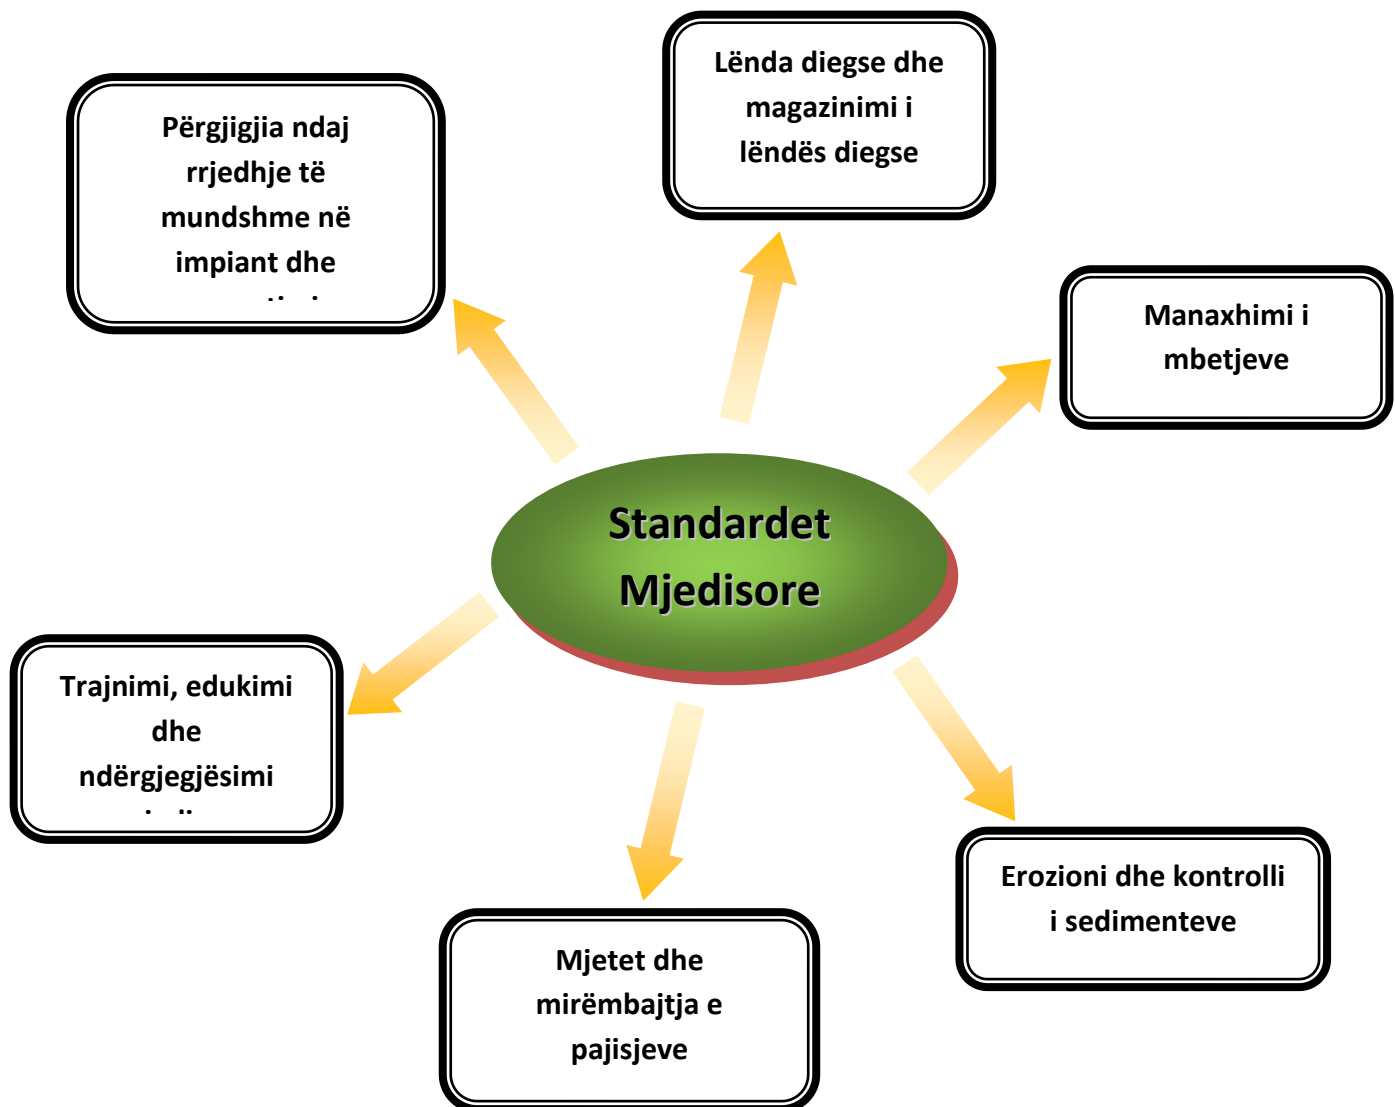 Lënda diegse dhe
magazinimi i
lëndës diegse
Përgjigjia ndaj
rrjedhje të
mundshme në
impiant dhe
Manaxhimi i
mbetjeve
Standardet
Mjedisore
Trajnimi, edukimi
dhe
ndërgjegjësimi
Erozioni dhe kontrolli
i sedimenteve
Mjetet dhe
mirëmbajtja e
pajisjeve